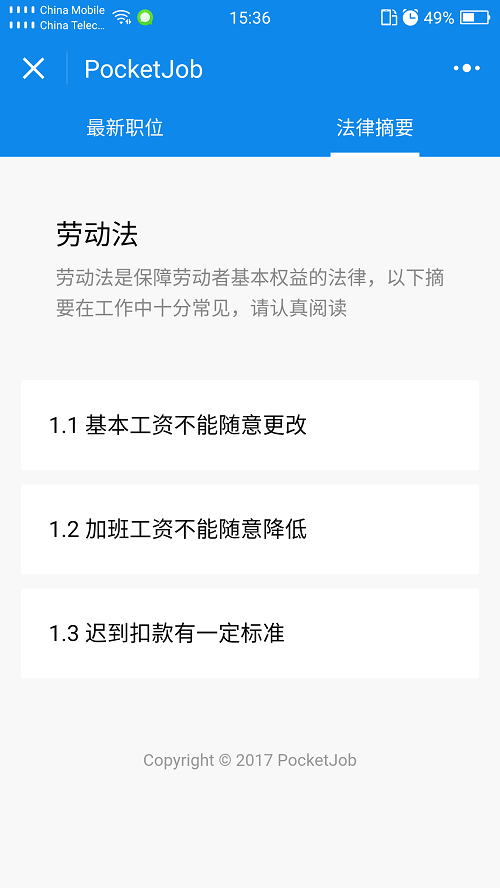 China Mobile
China Telec...
15:36
49%
PocketJob
最新职位
法律摘要
劳动法
劳动法是保障劳动者基本权益的法律，以下摘
要在工作中十分常见，请认真阅读
1.1 基本工资不能随意更改
1.2 加班工资不能随意降低
1.3 迟到扣款有一定标准
Copyright © 2017 PocketJob